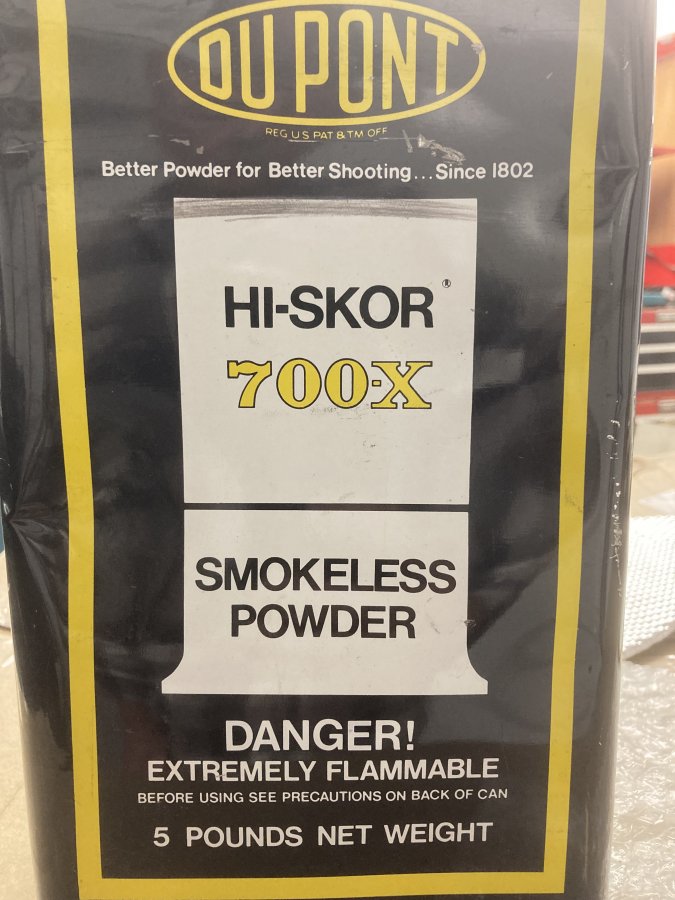 DU PONT
REG US PAT & TM OFF
Better Powder for Better Shooting...Since 1802
HI-SKOR®
700-X
SMOKELESS
POWDER
DANGER!
EXTREMELY FLAMMABLE
BEFORE USING SEE PRECAUTIONS ON BACK OF CAN
5 POUNDS NET WEIGHT